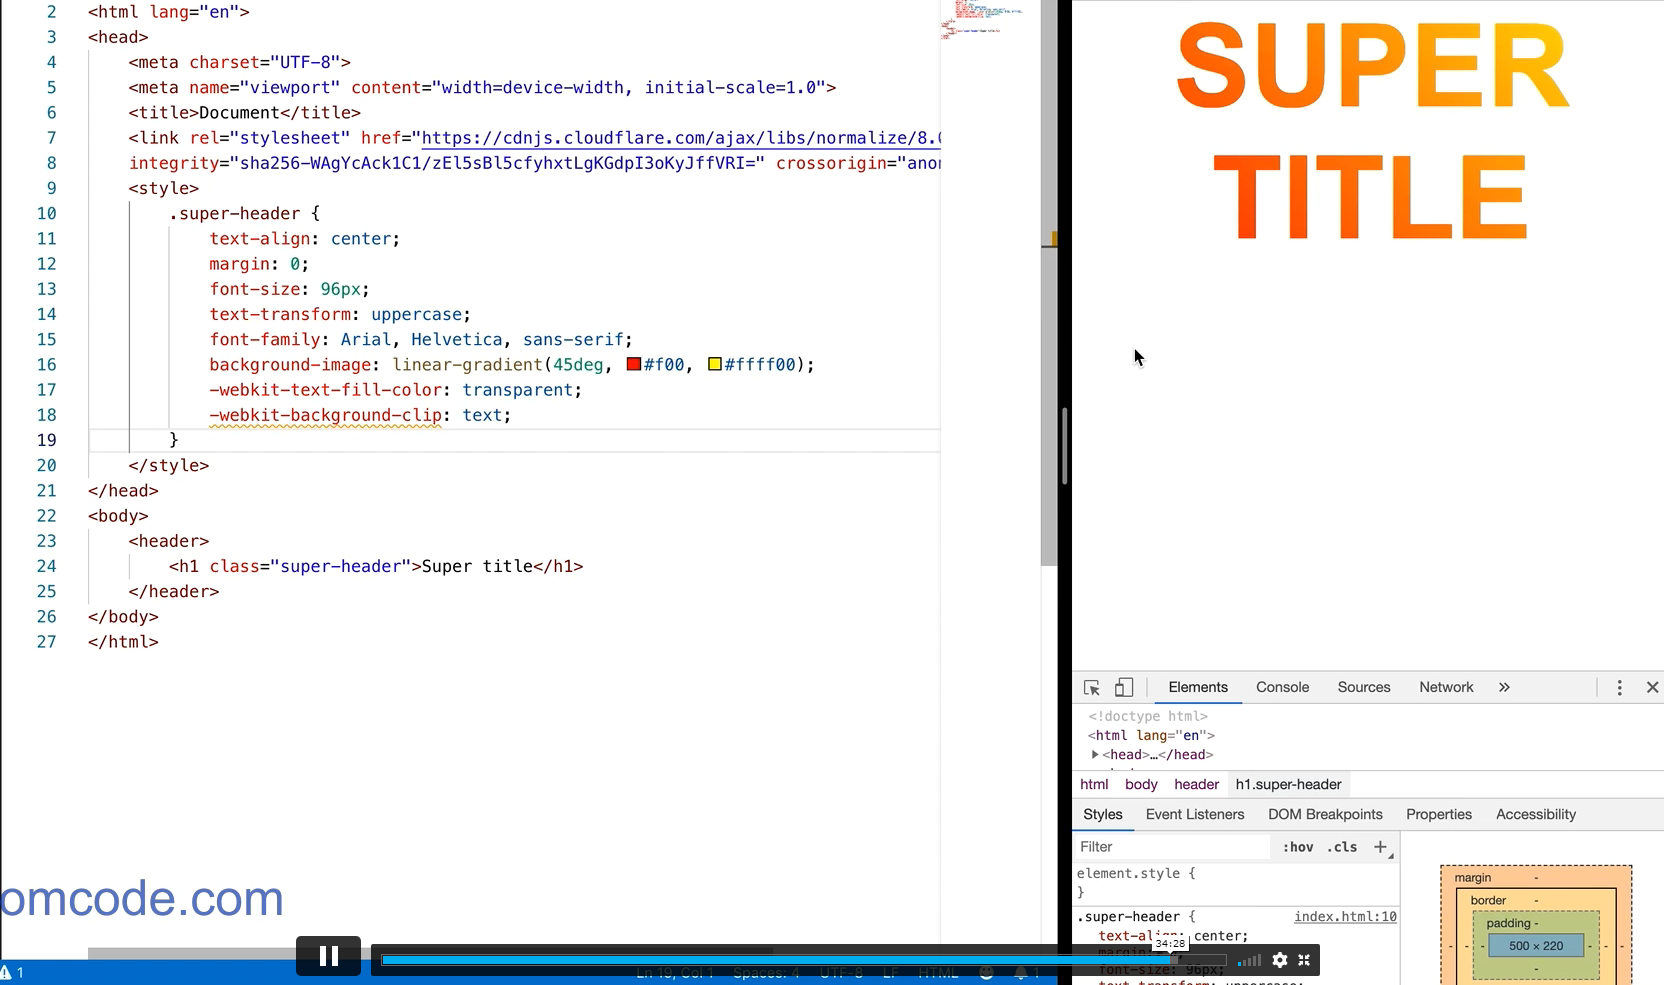 2 <html lang="en">
3 <head>
4 <meta charset="UTF-8">
5 <meta name="viewport" content="width=device-width, initial-scale=1.0">
6 <title>Document</title>
7 <link rel="stylesheet" href="https://cdnjs.cloudflare.com/ajax/libs/normalize/8.0
8 integrity="sha256-WAgYcAck1C1/zEl5sBl5cfyhxtLgKGdpI3oKyJffVRI=" crossorigin="anon
9 <style>
10 .super-header {
11 text-align: center;
12 margin: 0;
13 font-size: 96px;
14 text-transform: uppercase;
15 font-family: Arial, Helvetica, sans-serif;
16 background-image: linear-gradient(45deg, #f00, #ffff00);
17 -webkit-text-fill-color: transparent;
18 -webkit-background-clip: text;
19 }
20 </style>
21 </head>
22 <body>
23 <header>
24 <h1 class="super-header">Super title</h1>
25 </header>
26 </body>
27 </html>
omcode.com
1
Ln 19, Col 1 Spaces: 4 UTF-8 LF HTML 1
SUPER
TITLE
Elements Console Sources Network »
<!doctype html>
<html lang="en">
<head>…</head>
html body header h1.super-header
Styles Event Listeners DOM Breakpoints Properties Accessibility
Filter :hov .cls +
element.style {
}
.super-header { index.html:10
text-align: center;
34:28
font-size: 96px;
text-transform: uppercase;
margin -
border -
padding -
- - - 500 × 220 - - -
-